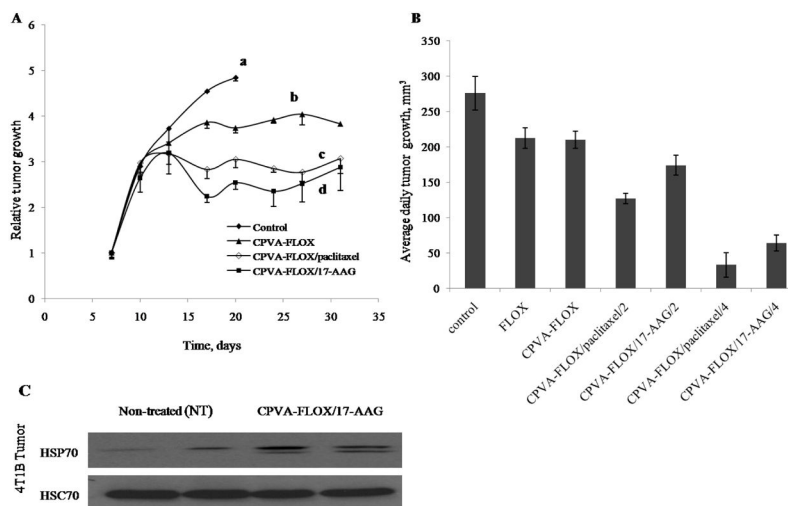 A
6
5
4
3
2
1
0
Relative tumor growth
a
b
c
d
Control
CPVA-FLOX
CPVA-FLOX/paclitaxel
CPVA-FLOX/17-AAG
0 5 10 15 20 25 30 35
Time, days
B
350
300
250
200
150
100
50
0
Average daily tumor growth, mm³
control
FLOX
CPVA-FLOX
CPVA-FLOX/paclitaxel/2
CPVA-FLOX/17-AAG/2
CPVA-FLOX/paclitaxel/4
CPVA-FLOX/17-AAG/4
C
Non-treated (NT) CPVA-FLOX/17-AAG
4T1B Tumor
HSP70
HSC70